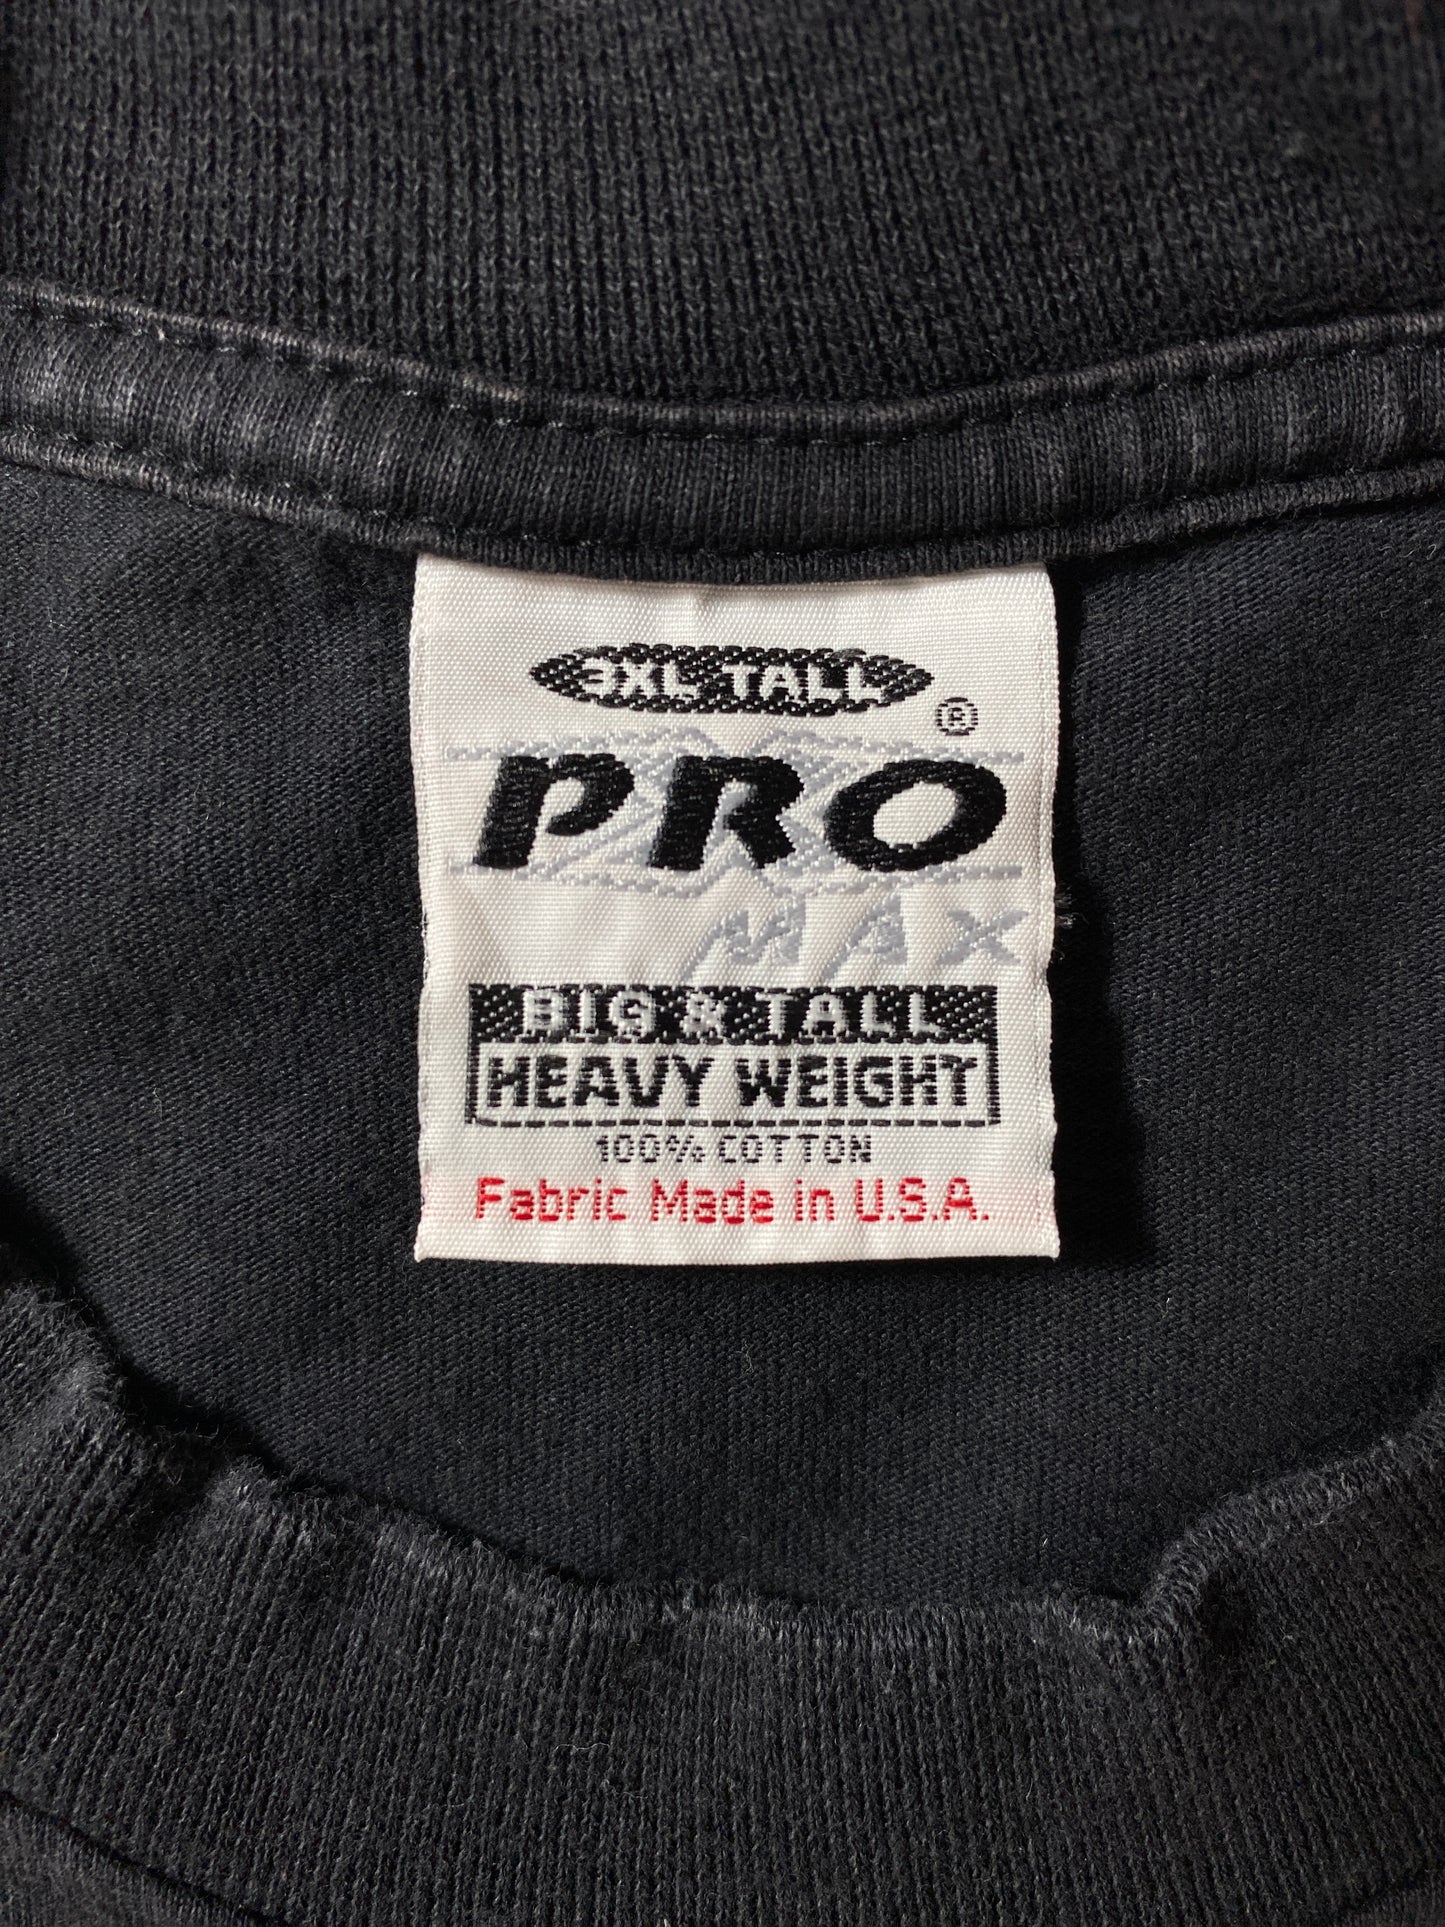 3XL TALL
®
PRO
MAX
BIG & TALL
HEAVY WEIGHT
100% COTTON
Fabric Made in U.S.A.